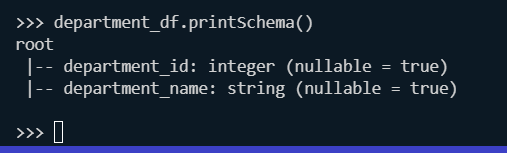 >>> department_df.printSchema()
root
 |-- department_id: integer (nullable = true)
 |-- department_name: string (nullable = true)

>>>